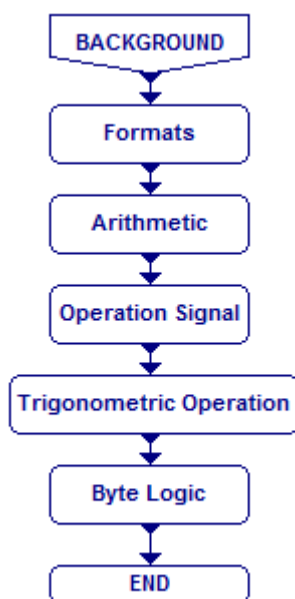 BACKGROUND
Formats
Arithmetic
Operation Signal
Trigonometric Operation
Byte Logic
END